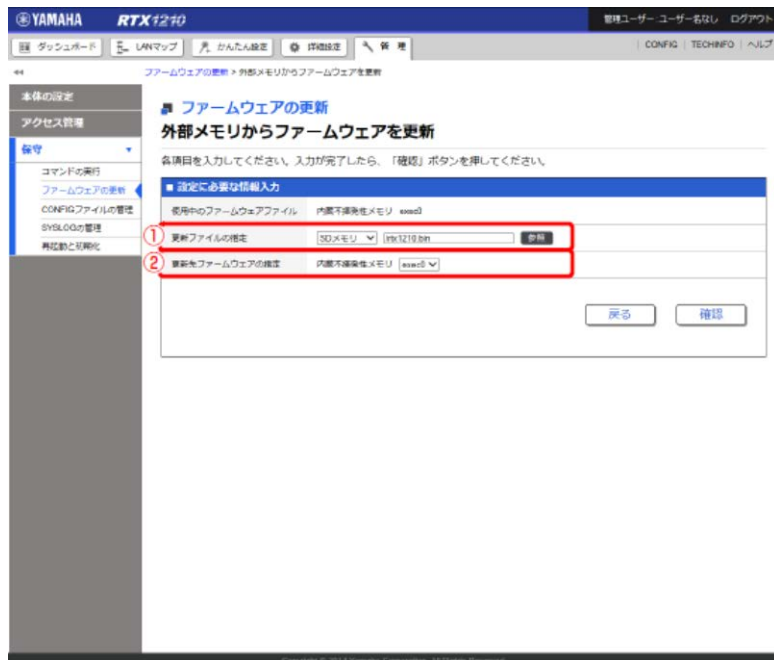 YAMAHA RTX1210 管理ユーザー:ユーザー名なし ログアウト
ダッシュボード LANマップ かんたん設定 詳細設定 管理 CONFIG TECHINFO ヘルプ
ファームウェアの更新 > 外部メモリからファームウェアを更新
本体の設定
アクセス管理
保守
コマンドの実行
ファームウェアの更新
CONFIGファイルの管理
SYSLOGの管理
再起動と初期化
ファームウェアの更新
外部メモリからファームウェアを更新
各項目を入力してください。入力が完了したら、「確認」ボタンを押してください。
■ 設定に必要な情報入力
使用中のファームウェアファイル 内蔵不揮発性メモリ exec0
① 更新ファイルの指定 SDメモリ rtx1210.bin 参照
② 更新先ファームウェアの指定 内蔵不揮発性メモリ exec0
戻る 確認